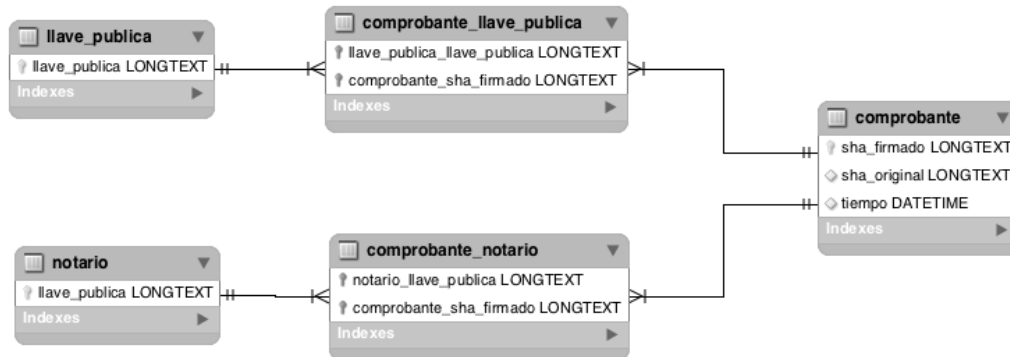 llave_publica
llave_publica LONGTEXT
Indexes
comprobante_llave_publica
llave_publica_llave_publica LONGTEXT
comprobante_sha_firmado LONGTEXT
Indexes
comprobante
sha_firmado LONGTEXT
sha_original LONGTEXT
tiempo DATETIME
Indexes
notario
llave_publica LONGTEXT
Indexes
comprobante_notario
notario_llave_publica LONGTEXT
comprobante_sha_firmado LONGTEXT
Indexes